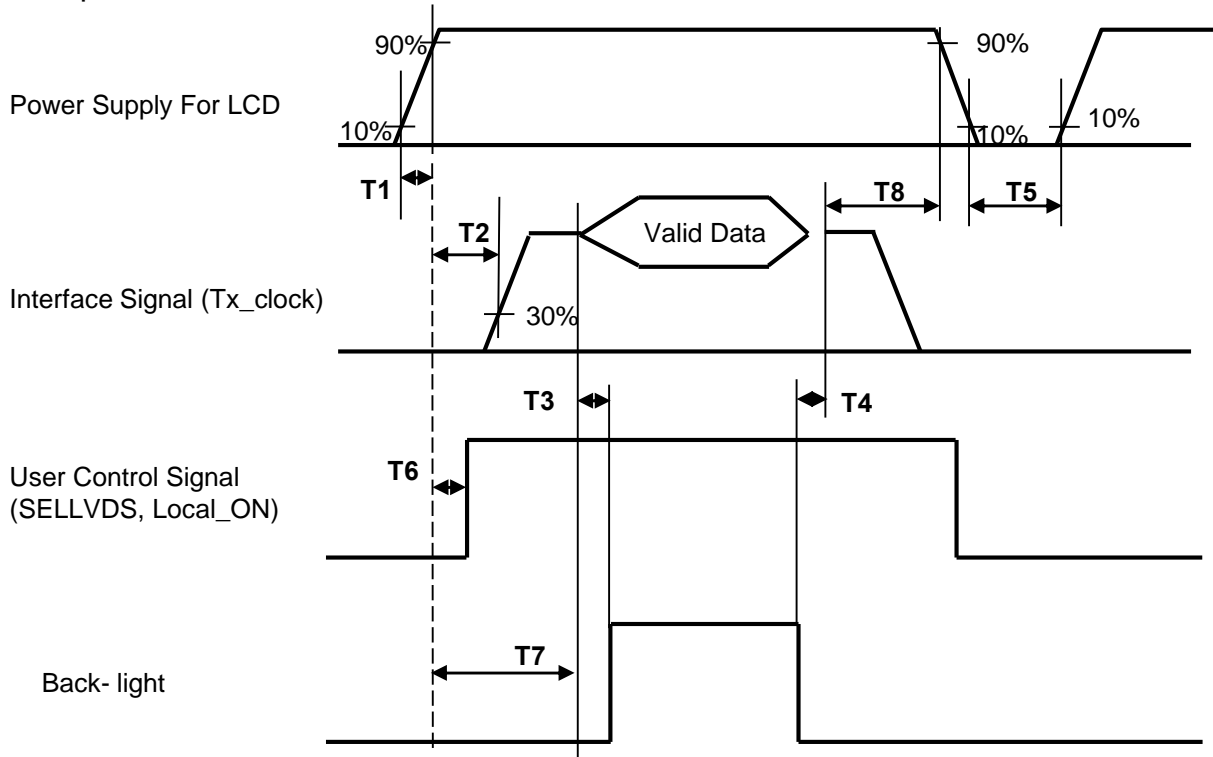 90%
90%
Power Supply For LCD
10%
10%
10%
T1
T8
T5
T2
Valid Data
Interface Signal (Tx_clock)
30%
T3
T4
User Control Signal
(SELLVDS, Local_ON)
T6
T7
Back- light